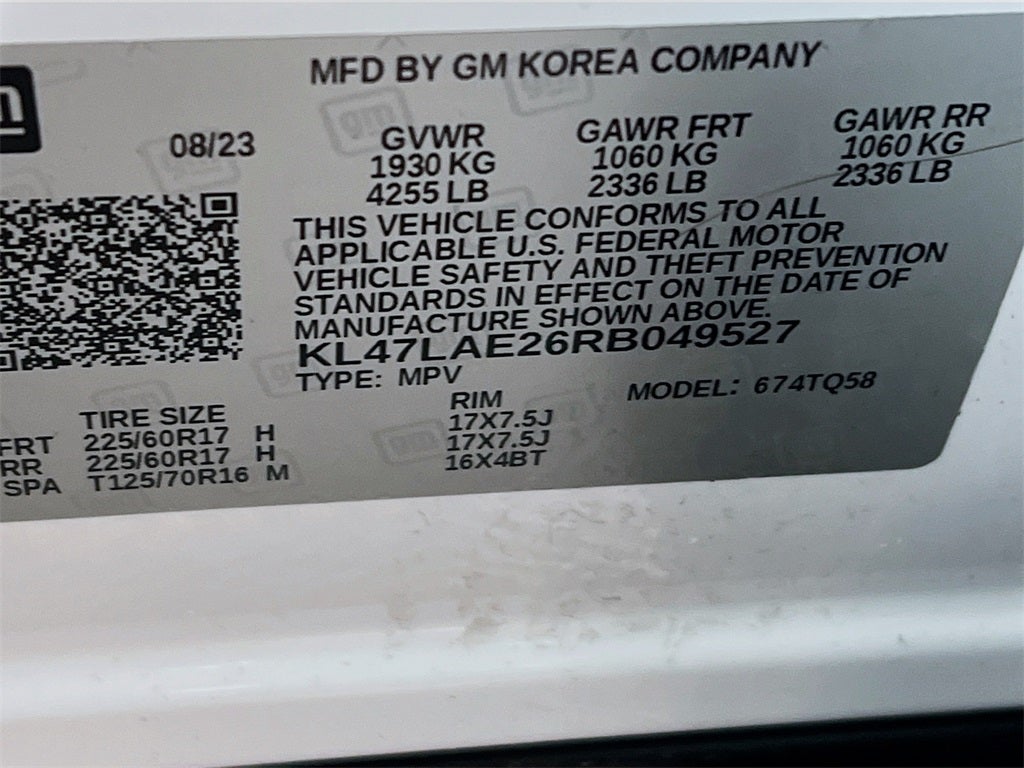 MFD BY GM KOREA COMPANY
08/23
GVWR GAWR FRT GAWR RR
1930 KG 1060 KG 1060 KG
4255 LB 2336 LB 2336 LB
THIS VEHICLE CONFORMS TO ALL
APPLICABLE U.S. FEDERAL MOTOR
VEHICLE SAFETY AND THEFT PREVENTION
STANDARDS IN EFFECT ON THE DATE OF
MANUFACTURE SHOWN ABOVE.
KL47LAE26RB049527
TYPE: MPV MODEL: 674TQ58
TIRE SIZE RIM
FRT 225/60R17 H 17X7.5J
RR 225/60R17 H 17X7.5J
SPA T125/70R16 M 16X4BT